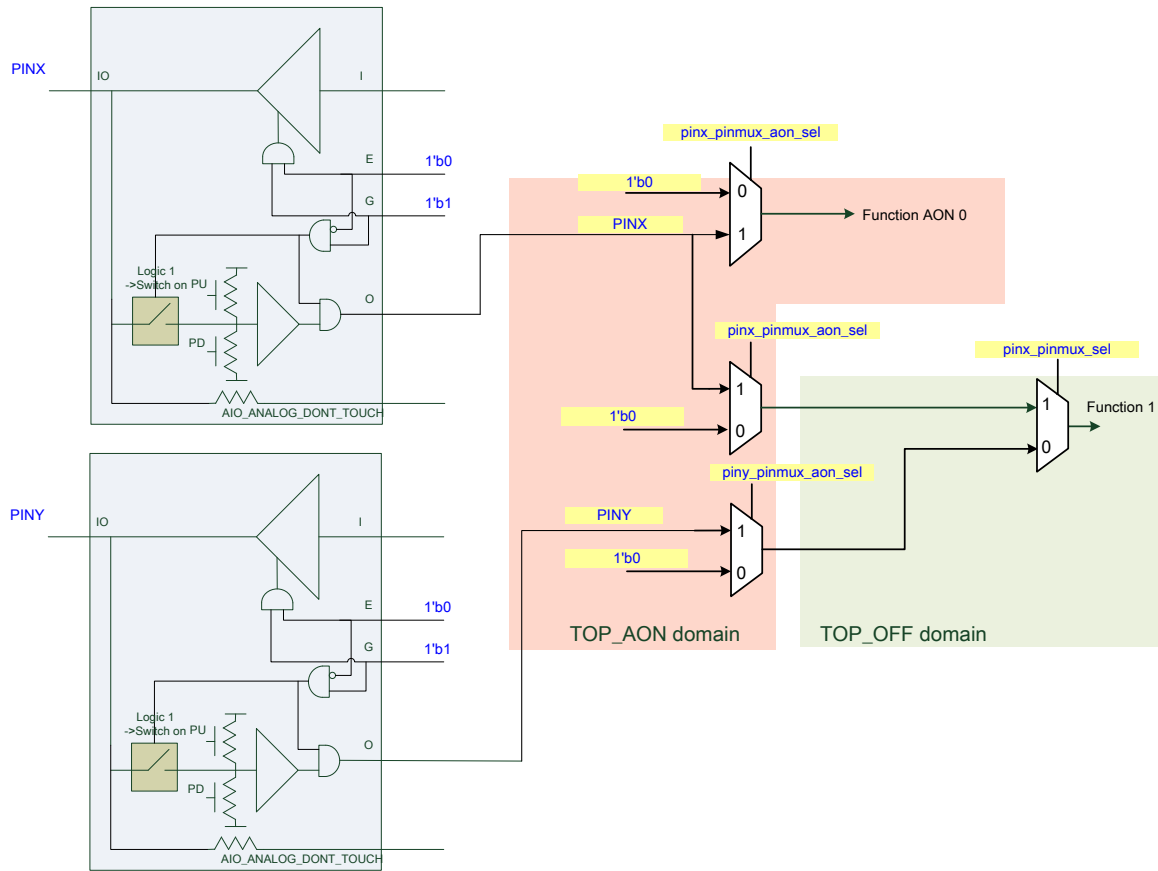 PINX
IO
I
E
1'b0
G
1'b1
Logic 1
->Switch on
PU
PD
O
AIO_ANALOG_DONT_TOUCH
PINY
IO
I
E
1'b0
G
1'b1
Logic 1
->Switch on
PU
PD
O
AIO_ANALOG_DONT_TOUCH
pinx_pinmux_aon_sel
1'b0
0
PINX
1
Function AON 0
pinx_pinmux_aon_sel
1
1'b0
0
piny_pinmux_aon_sel
PINY
1
1'b0
0
TOP_AON domain
pinx_pinmux_sel
1
0
Function 1
TOP_OFF domain